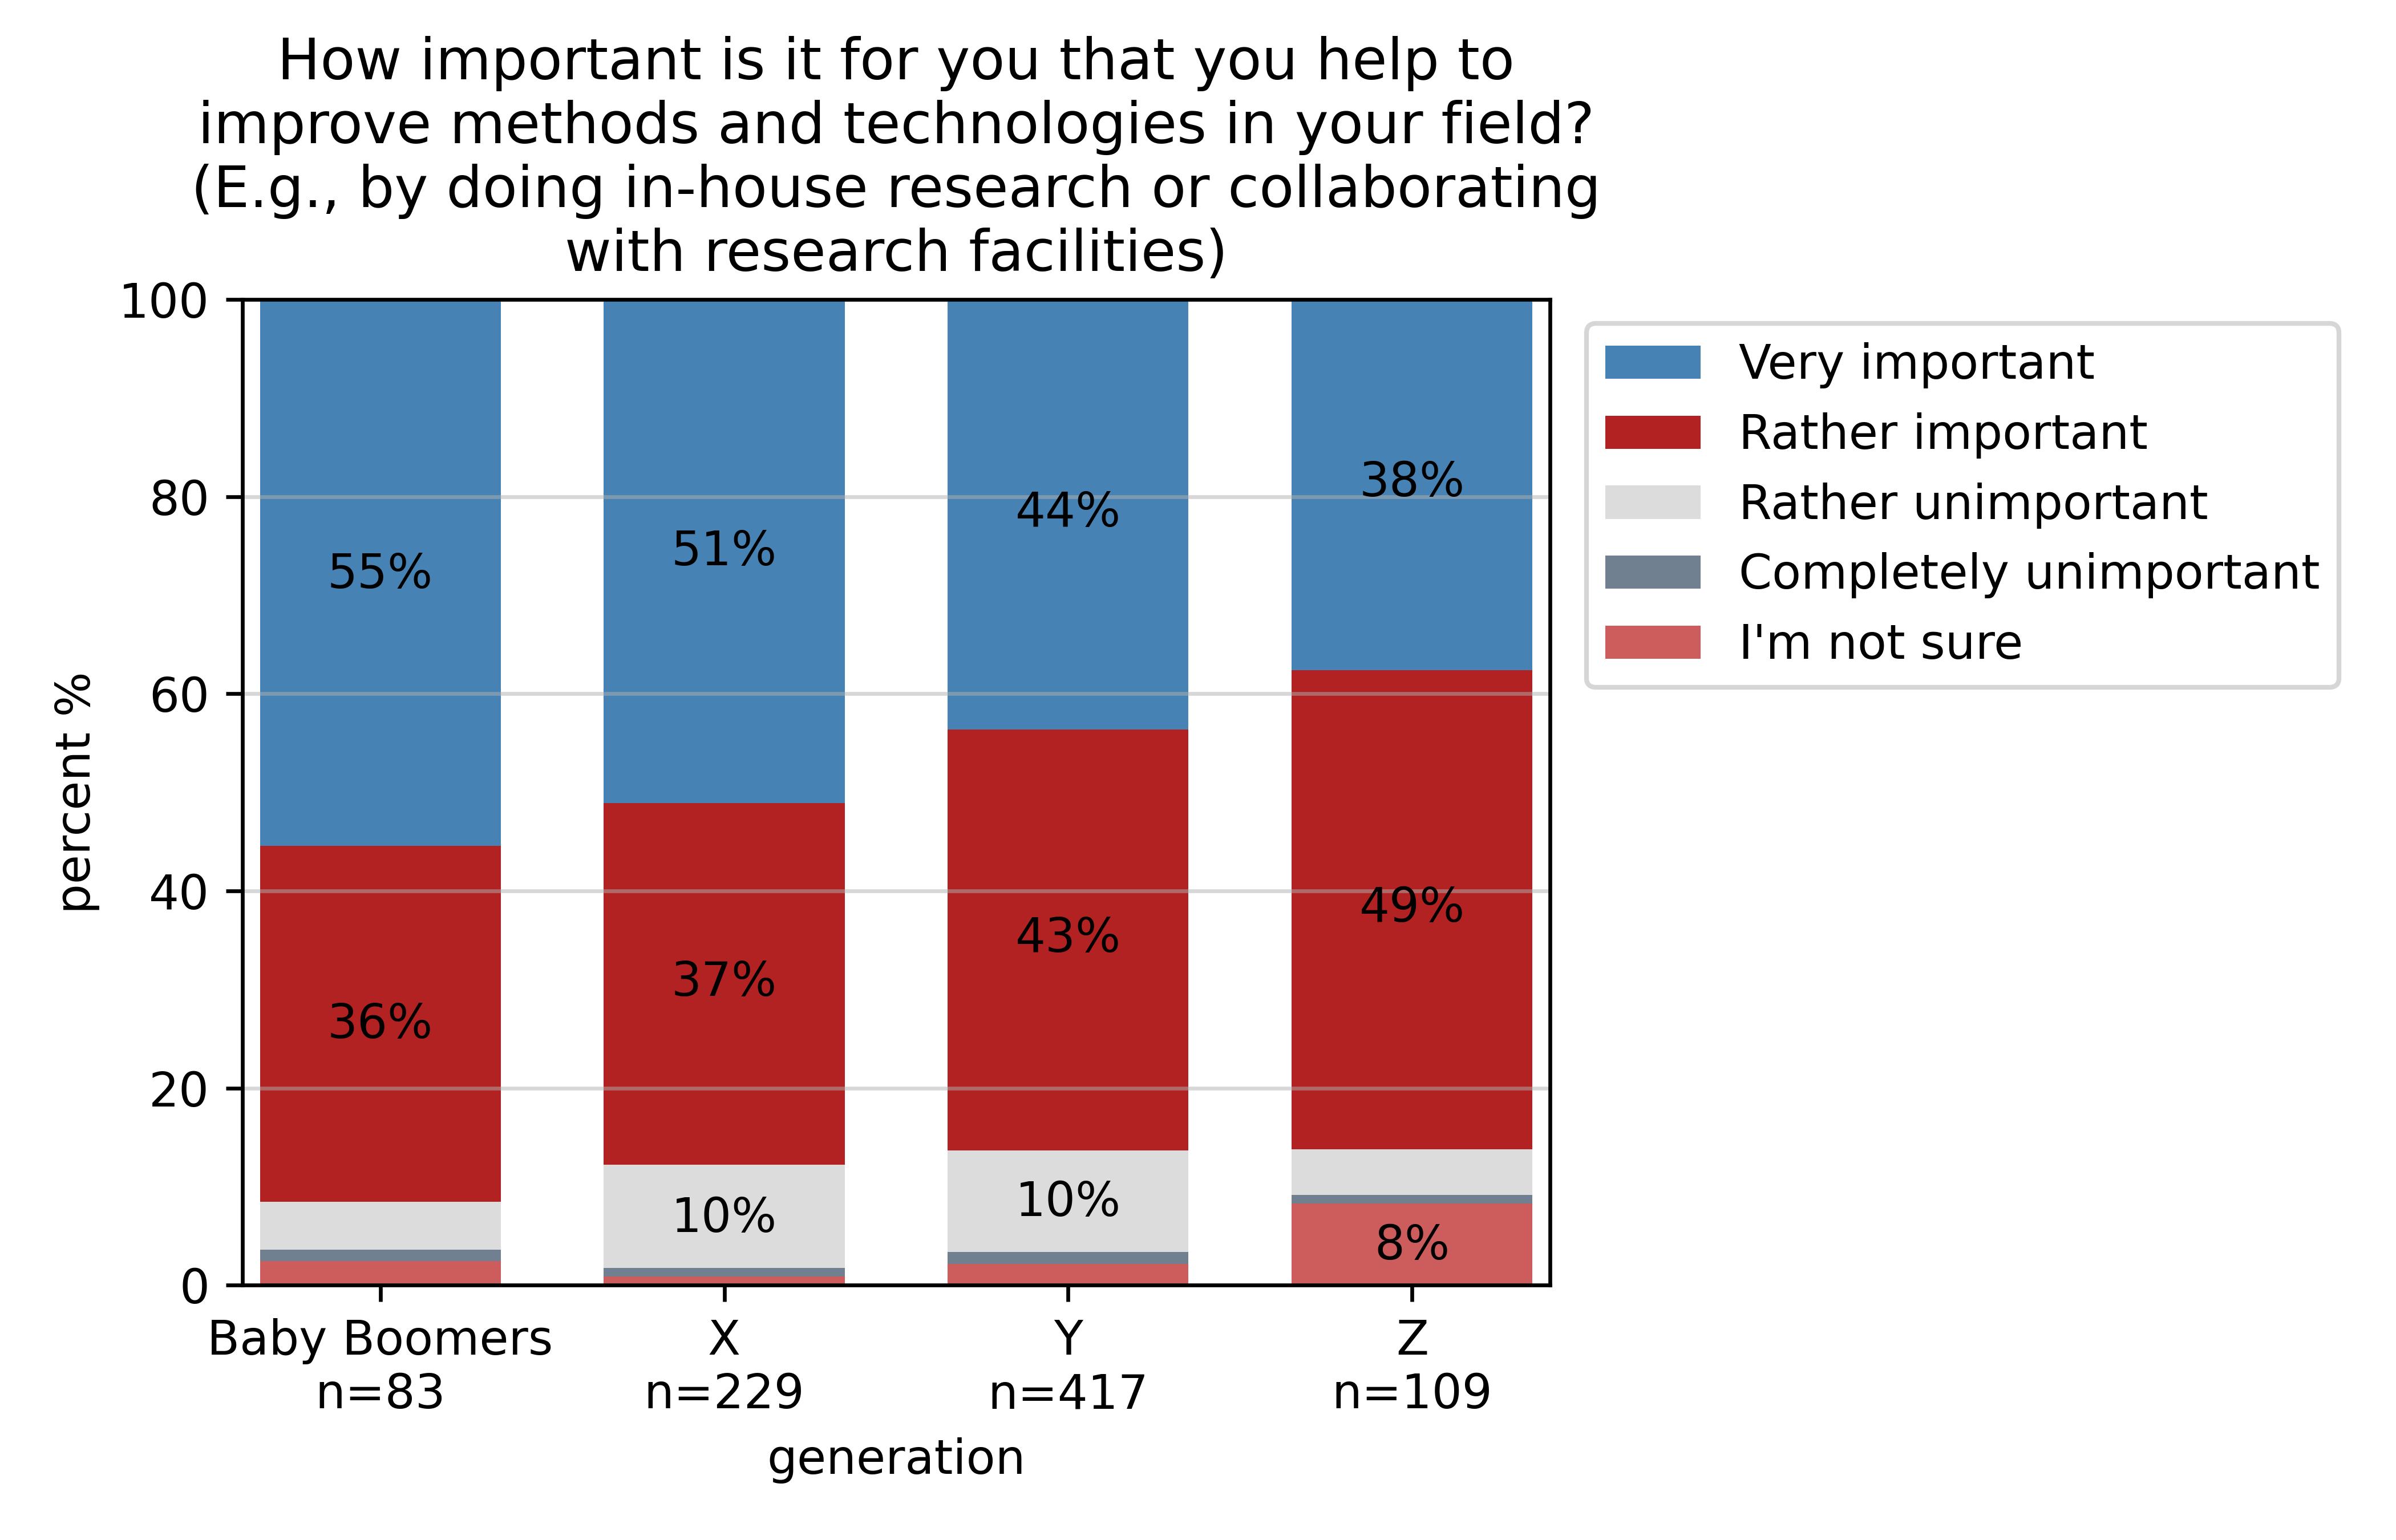 How important is it for you that you help to
improve methods and technologies in your field?
(E.g., by doing in-house research or collaborating
with research facilities)
100
80
60
40
20
0
percent %
55%
51%
44%
38%
36%
37%
43%
49%
10%
10%
8%
Baby Boomers
n=83
X
n=229
Y
n=417
Z
n=109
generation
Very important
Rather important
Rather unimportant
Completely unimportant
I'm not sure